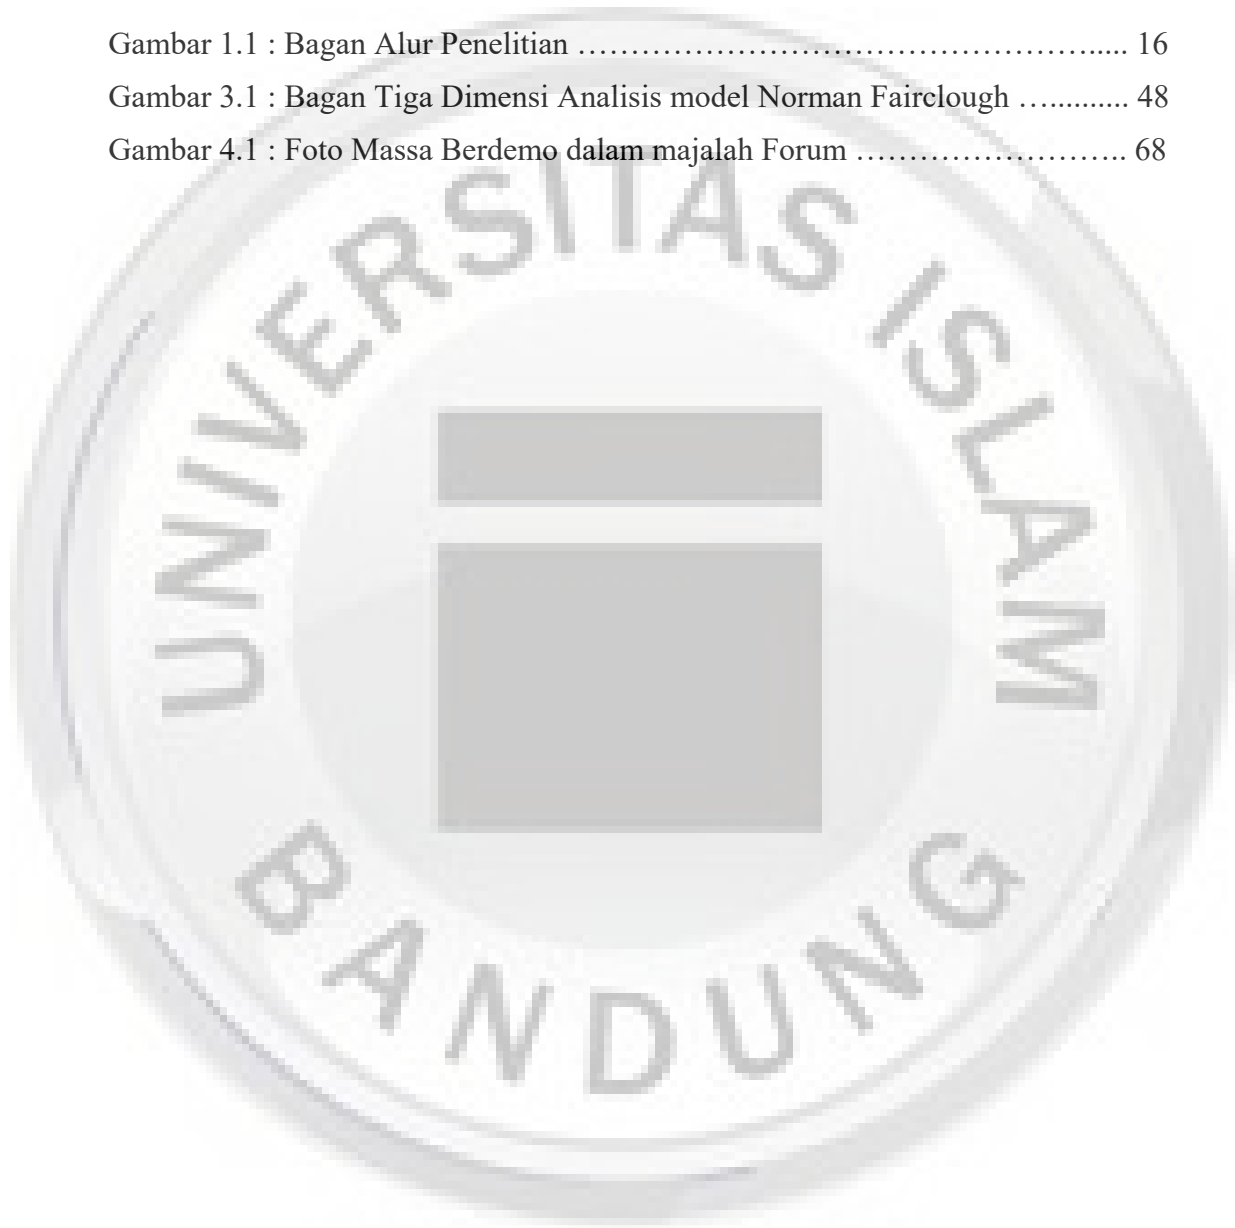 Gambar 1.1 : Bagan Alur Penelitian …………………………………………..... 16
Gambar 3.1 : Bagan Tiga Dimensi Analisis model Norman Fairclough ….......... 48
Gambar 4.1 : Foto Massa Berdemo dalam majalah Forum …………………….. 68
UNIVERSITAS ISLAM
BANDUNG